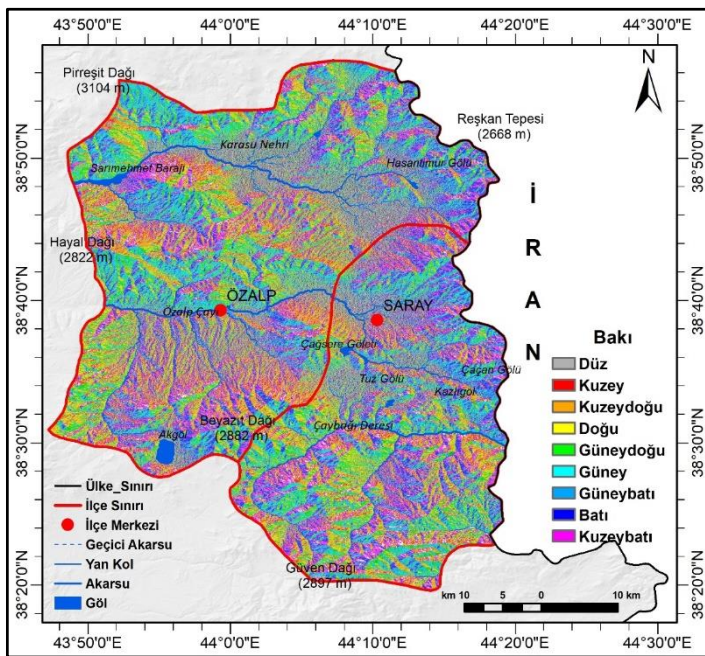 43°50'0"E 44°0'0"E 44°10'0"E 44°20'0"E 44°30'0"E
N
Pirreşit Dağı
(3104 m)
Reşkan Tepesi
(2668 m)
Karasu Nehri
Hasantimur Gölü
Sarımehmet Barajı
38°50'0"N
38°50'0"N
İRAN
Hayal Dağı
(2822 m)
38°40'0"N
38°40'0"N
ÖZALP
SARAY
Özalp Çayı
Tuz Gölü
Kazlıgöl
Beyazıt Dağı
(2882 m)
Çaybağı Deresi
Akgöl
38°30'0"N
38°30'0"N
Güven Dağı
(2897 m)
38°20'0"N
38°20'0"N
Bakı
Düz
Kuzey
Kuzeydoğu
Doğu
Güneydoğu
Güney
Güneybatı
Batı
Kuzeybatı
Ülke_Sınırı
İlçe Sınırı
İlçe Merkezi
Geçici Akarsu
Yan Kol
Akarsu
Göl
km 10 5 0 10 km
43°50'0"E 44°0'0"E 44°10'0"E 44°20'0"E 44°30'0"E